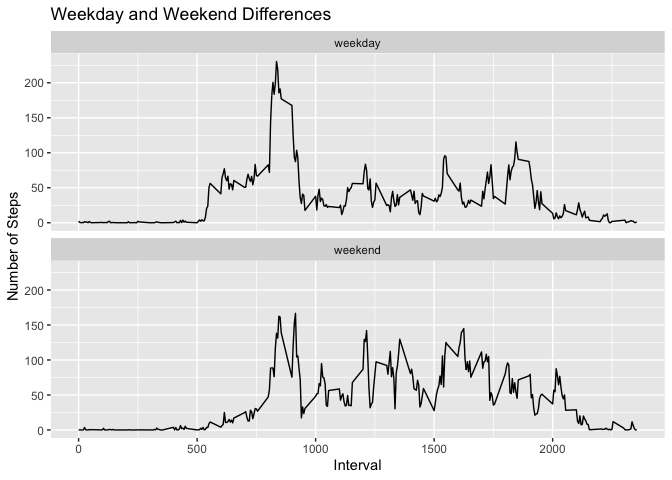 Weekday and Weekend Differences
weekday
200
150
100
50
0
weekend
200
150
100
50
0
Number of Steps
0 500 1000 1500 2000
Interval